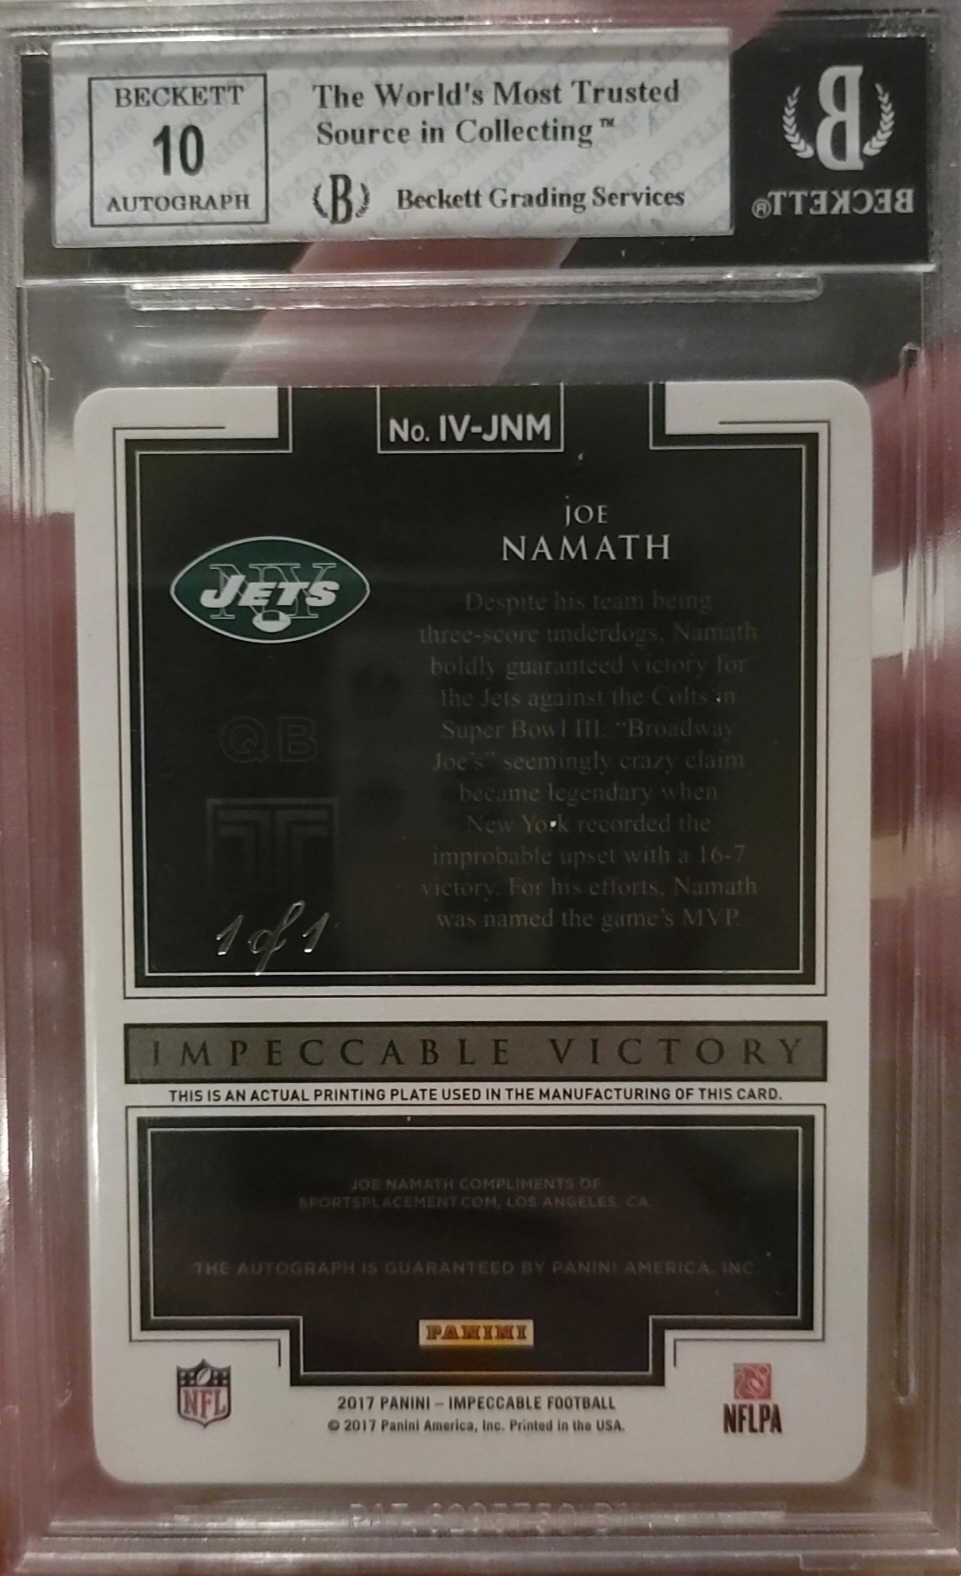 BECKETT
10
AUTOGRAPH
The World's Most Trusted
Source in Collecting™
B Beckett Grading Services
B
BECKETT®
No. IV-JNM
JOE
NAMATH
NY
JETS
Despite his team being
three-score underdogs, Namath
boldly guaranteed victory for
the Jets against the Colts in
Super Bowl III. "Broadway
Joe's" seemingly crazy claim
became legendary when
New York recorded the
improbable upset with a 16-7
victory. For his efforts, Namath
was named the game's MVP.
QB
1 of 1
IMPECCABLE VICTORY
THIS IS AN ACTUAL PRINTING PLATE USED IN THE MANUFACTURING OF THIS CARD.
JOE NAMATH COMPLIMENTS OF
SPORTSPLACEMENT.COM, LOS ANGELES, CA
THE AUTOGRAPH IS GUARANTEED BY PANINI AMERICA, INC.
PANINI
NFL
NFLPA
2017 PANINI – IMPECCABLE FOOTBALL
© 2017 Panini America, Inc. Printed in the USA.